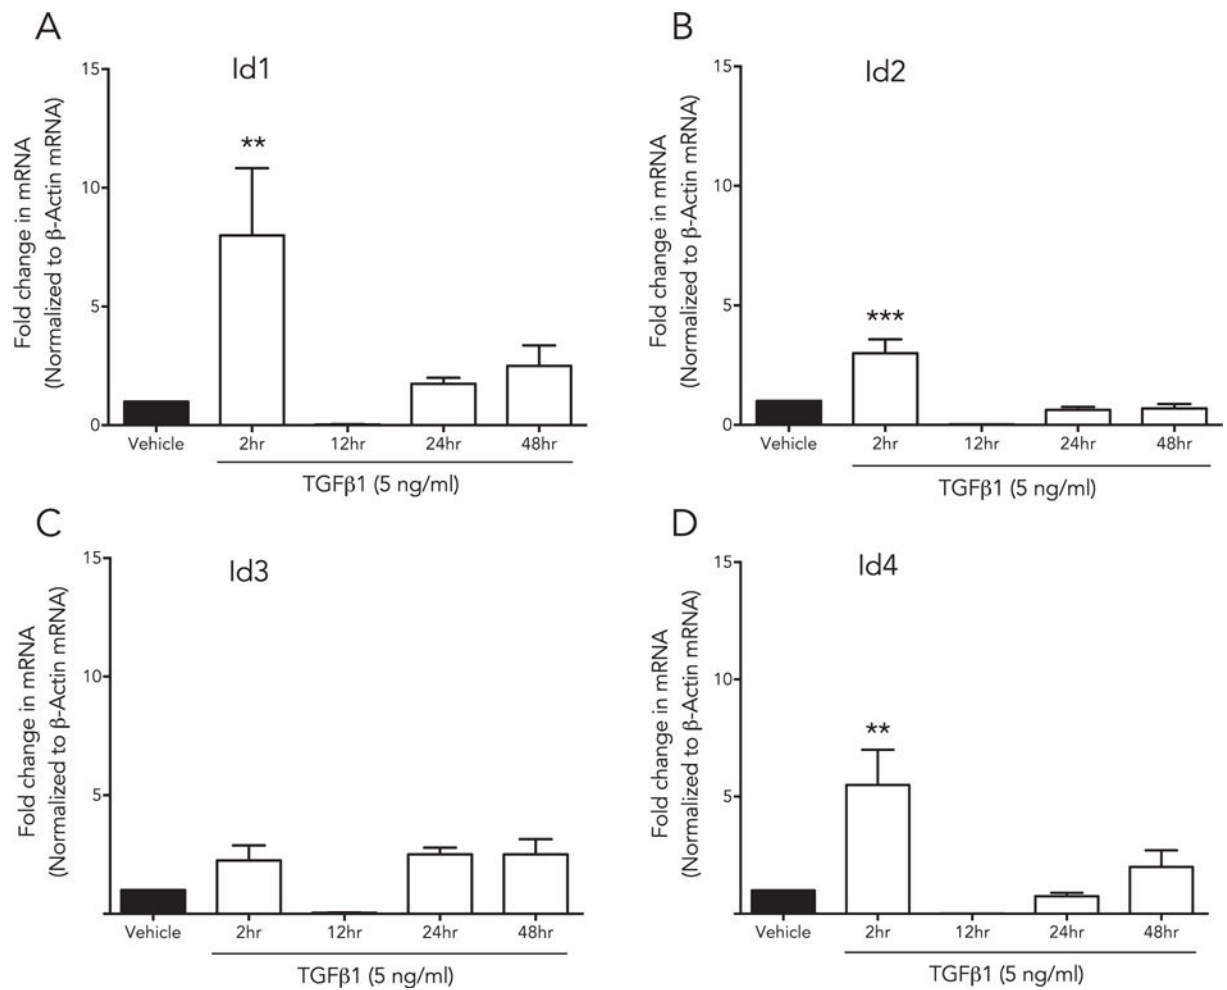 A
Id1
Fold change in mRNA
(Normalized to β-Actin mRNA)
15
10
5
0
**
Vehicle 2hr 12hr 24hr 48hr
TGFβ1 (5 ng/ml)
B
Id2
Fold change in mRNA
(Normalized to β-Actin mRNA)
15
10
5
0
***
Vehicle 2hr 12hr 24hr 48hr
TGFβ1 (5 ng/ml)
C
Id3
Fold change in mRNA
(Normalized to β-Actin mRNA)
15
10
5
Vehicle 2hr 12hr 24hr 48hr
TGFβ1 (5 ng/ml)
D
Id4
Fold change in mRNA
(Normalized to β-Actin mRNA)
15
10
5
**
Vehicle 2hr 12hr 24hr 48hr
TGFβ1 (5 ng/ml)